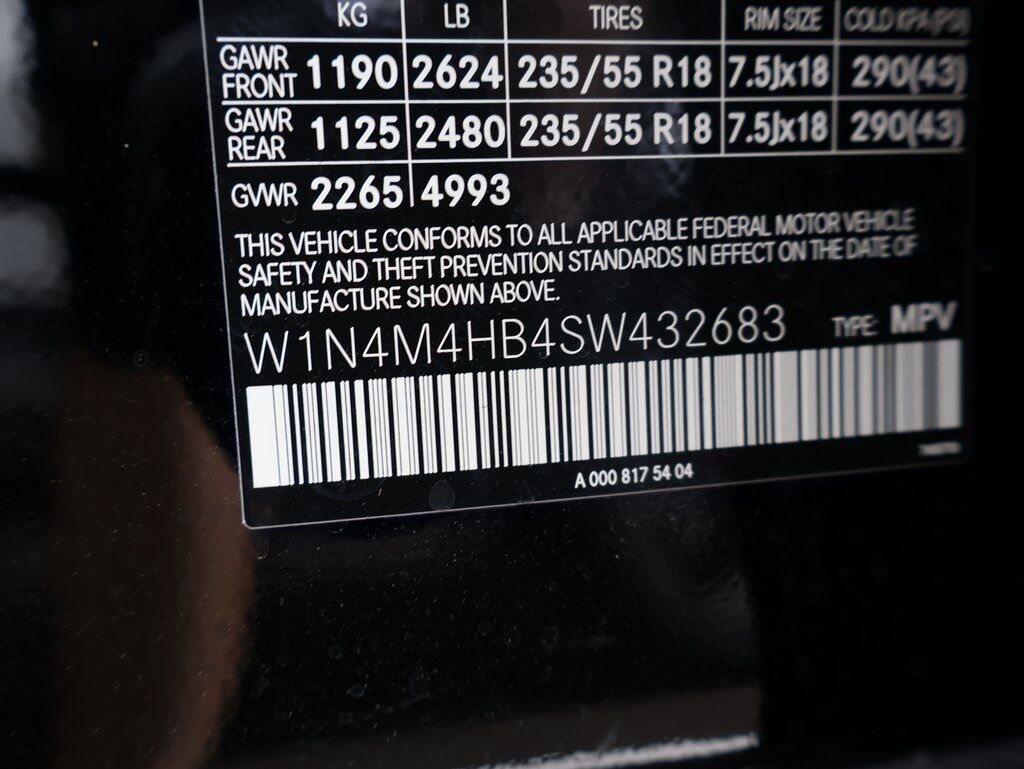 KG LB TIRES RIM SIZE COLD KPA(PSI)
GAWR FRONT 1190 2624 235/55 R18 7.5Jx18 290(43)
GAWR REAR 1125 2480 235/55 R18 7.5Jx18 290(43)
GVWR 2265 4993
THIS VEHICLE CONFORMS TO ALL APPLICABLE FEDERAL MOTOR VEHICLE
SAFETY AND THEFT PREVENTION STANDARDS IN EFFECT ON THE DATE OF
MANUFACTURE SHOWN ABOVE.
W1N4M4HB4SW432683 TYPE: MPV
A 000 817 54 04